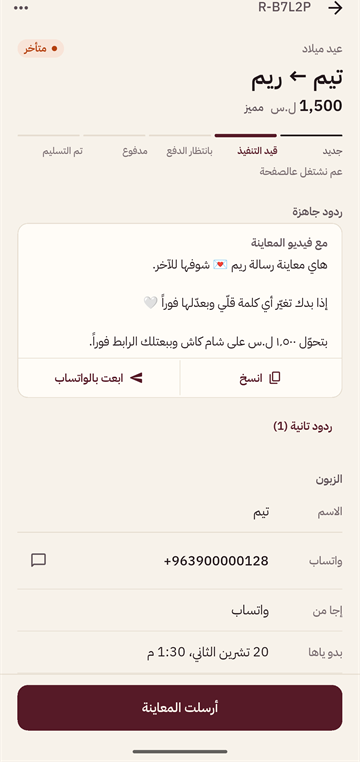 R-B7L2P
عيد ميلاد
متأخر
تيم ← ريم
1,500 ل.س مميز
جديد
قيد التنفيذ
بانتظار الدفع
مدفوع
تم التسليم
عم نشتغل عالصفحة
ردود جاهزة
مع فيديو المعاينة
هاي معاينة رسالة ريم 💌 شوفها للآخر.
إذا بدك تغيّر أي كلمة قلّي وبعدّلها فوراً 🤍
بتحوّل ١،٥٠٠ ل.س على شام كاش وببعتلك الرابط فوراً.
انسخ
ابعت بالواتساب
ردود تانية (1)
الزبون
الاسم
تيم
واتساب
+963900000128
إجا من
واتساب
بدو ياها
20 تشرين الثاني، 1:30 م
أرسلت المعاينة